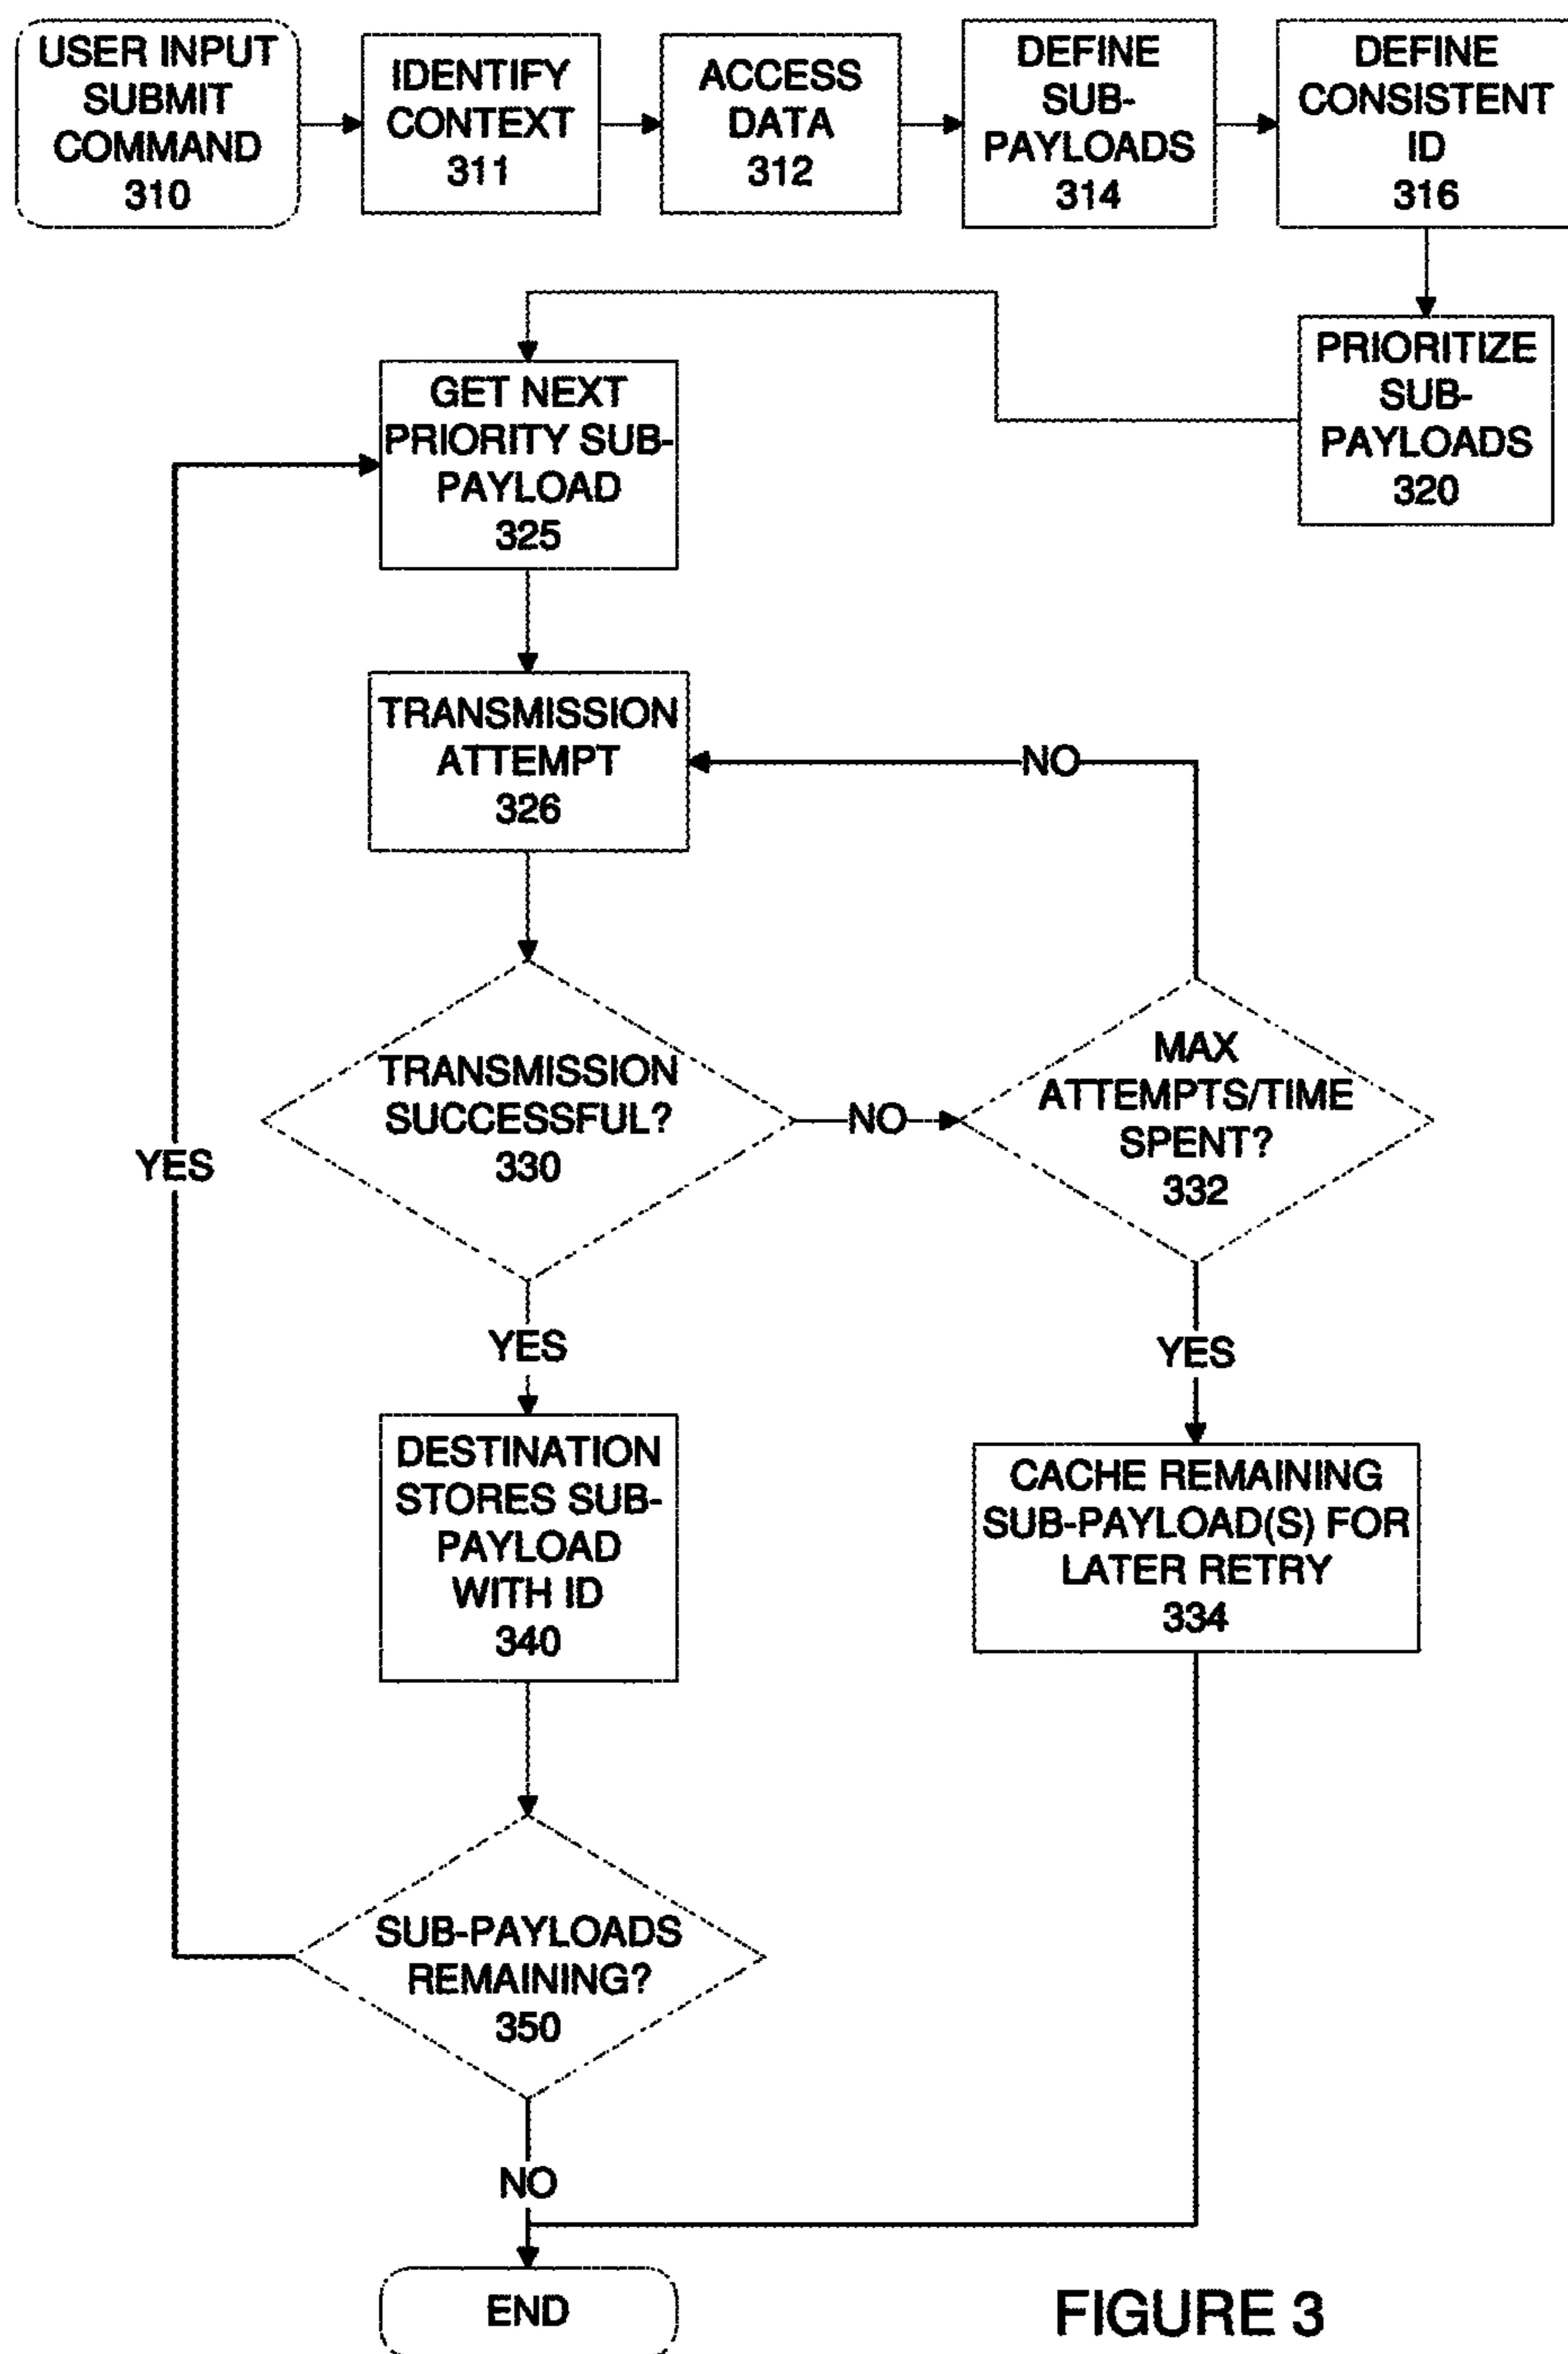 USER INPUT
SUBMIT
COMMAND
310
IDENTIFY
CONTEXT
311
ACCESS
DATA
312
DEFINE
SUB-
PAYLOADS
314
DEFINE
CONSISTENT
ID
316
PRIORITIZE
SUB-
PAYLOADS
320
GET NEXT
PRIORITY SUB-
PAYLOAD
325
TRANSMISSION
ATTEMPT
326
NO
TRANSMISSION
SUCCESSFUL?
330
NO
MAX
ATTEMPTS/TIME
SPENT?
332
YES
YES
YES
DESTINATION
STORES SUB-
PAYLOAD
WITH ID
340
CACHE REMAINING
SUB-PAYLOAD(S) FOR
LATER RETRY
334
SUB-PAYLOADS
REMAINING?
350
NO
END
FIGURE 3